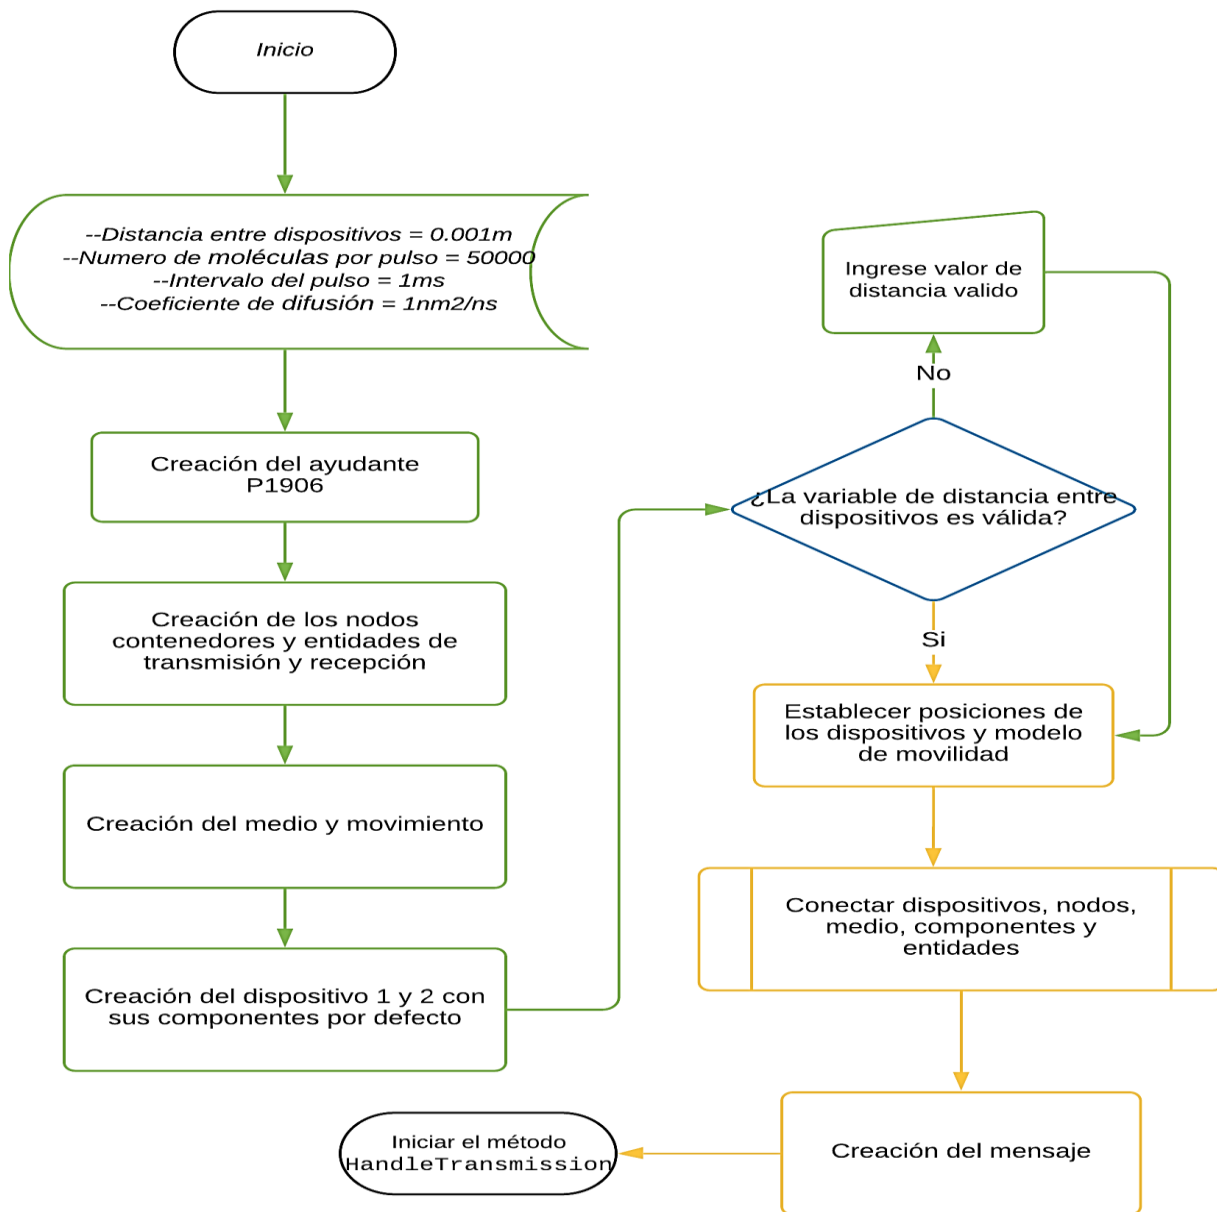 Inicio
--Distancia entre dispositivos = 0.001m
--Numero de moléculas por pulso = 50000
--Intervalo del pulso = 1ms
--Coeficiente de difusión = 1nm2/ns
Creación del ayudante
P1906
Creación de los nodos
contenedores y entidades de
transmisión y recepción
Creación del medio y movimiento
Creación del dispositivo 1 y 2 con
sus componentes por defecto
¿La variable de distancia entre
dispositivos es válida?
No
Ingrese valor de
distancia valido
Si
Establecer posiciones de
los dispositivos y modelo
de movilidad
Conectar dispositivos, nodos,
medio, componentes y
entidades
Creación del mensaje
Iniciar el método
HandleTransmission